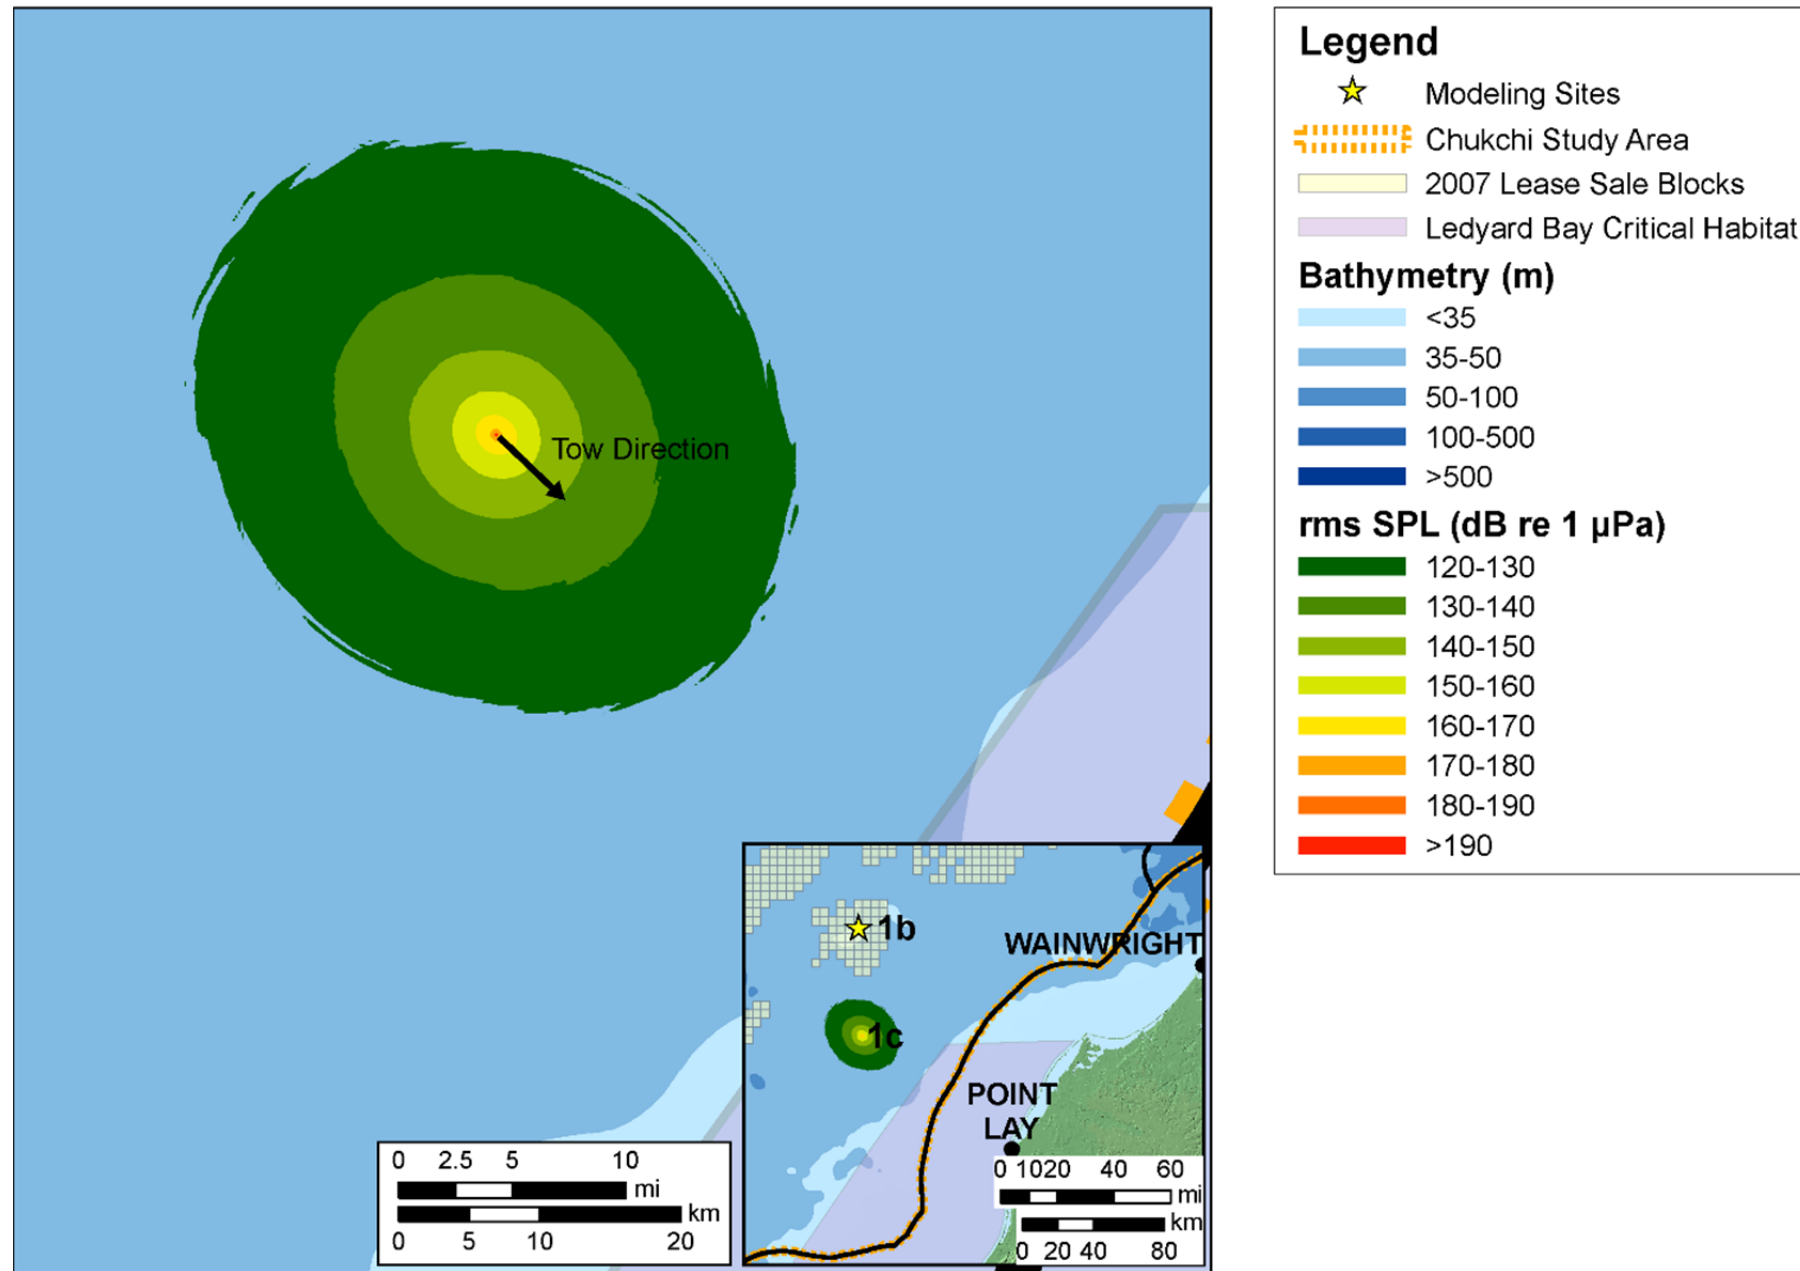 Tow Direction
0 2.5 5 10
mi
km
0 5 10 20
1b
WAINWRIGHT
1c
POINT
LAY
0 10 20 40 60
mi
km
0 20 40 80
Legend
Modeling Sites
Chukchi Study Area
2007 Lease Sale Blocks
Ledyard Bay Critical Habitat
Bathymetry (m)
<35
35-50
50-100
100-500
>500
rms SPL (dB re 1 µPa)
120-130
130-140
140-150
150-160
160-170
170-180
180-190
>190